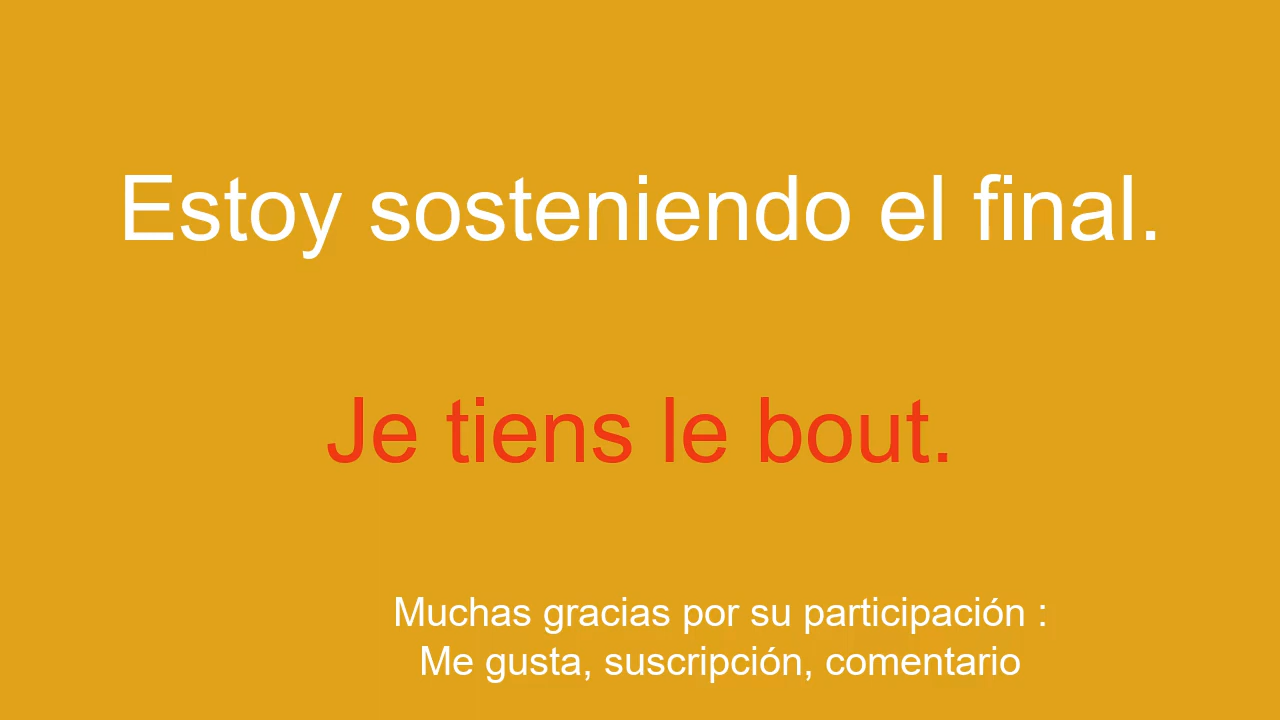 Estoy sosteniendo el final.
Je tiens le bout.
Muchas gracias por su participación :
Me gusta, suscripción, comentario